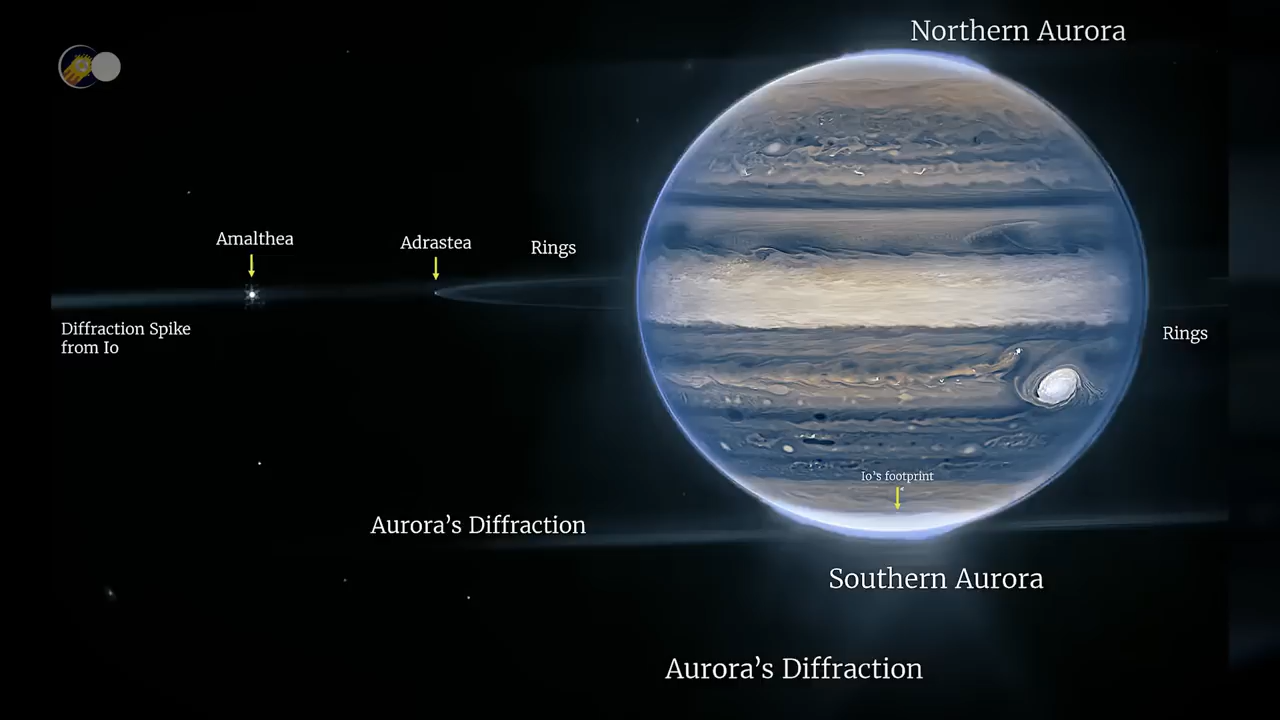 Northern Aurora
Amalthea
Adrastea
Rings
Diffraction Spike
from Io
Rings
Io’s footprint
Aurora’s Diffraction
Southern Aurora
Aurora’s Diffraction